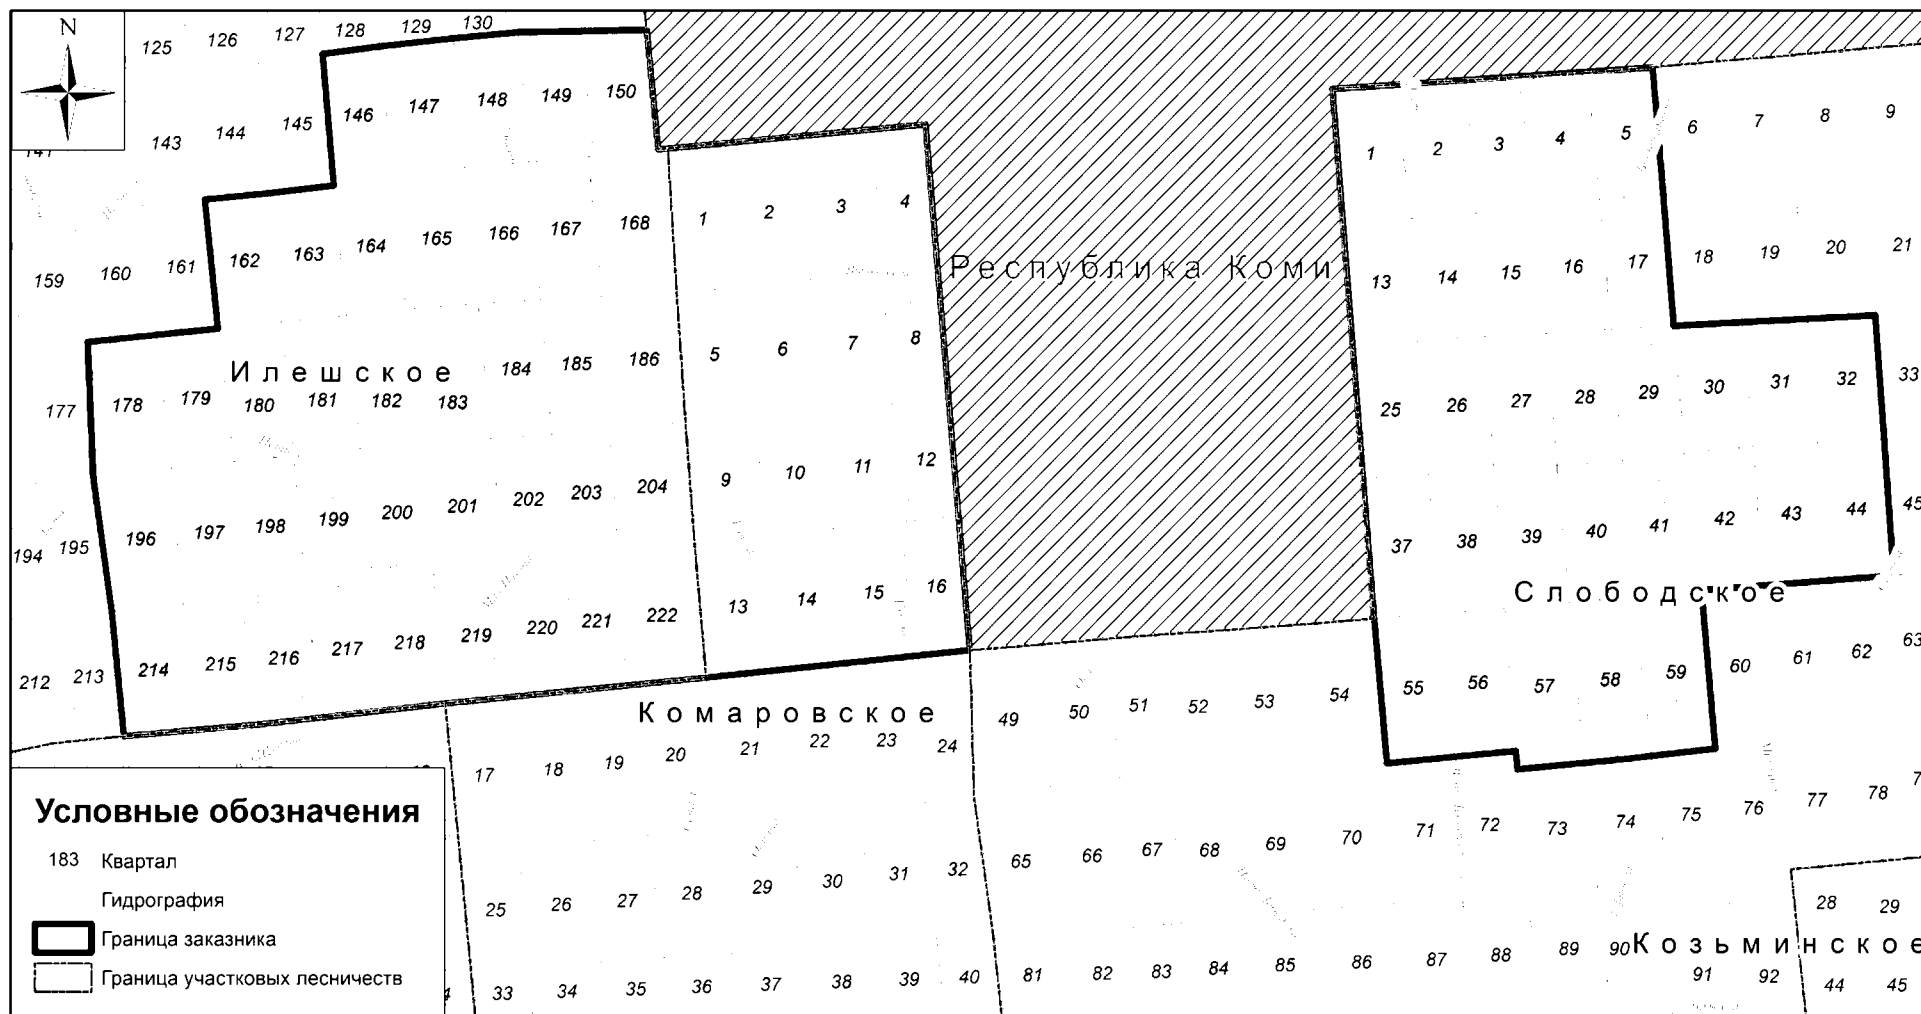 N
125 126 127 128 129 130
143 144 145 146 147 148 149 150
1 2 3 4 5 6 7 8 9
159 160 161 162 163 164 165 166 167 168 1 2 3 4
Республика Коми
13 14 15 16 17 18 19 20 21
Илешское
177 178 179 180 181 182 183 184 185 186 5 6 7 8
25 26 27 28 29 30 31 32 33
194 195 196 197 198 199 200 201 202 203 204 9 10 11 12
37 38 39 40 41 42 43 44 45
Слободское
212 213 214 215 216 217 218 219 220 221 222 13 14 15 16
55 56 57 58 59 60 61 62 63
Комаровское
17 18 19 20 21 22 23 24 49 50 51 52 53 54
25 26 27 28 29 30 31 32 65 66 67 68 69 70 71 72 73 74 75 76 77 78
28 29
Козьминское
33 34 35 36 37 38 39 40 81 82 83 84 85 86 87 88 89 90 91 92 44 45
Условные обозначения
183 Квартал
Гидрография
Граница заказника
Граница участковых лесничеств